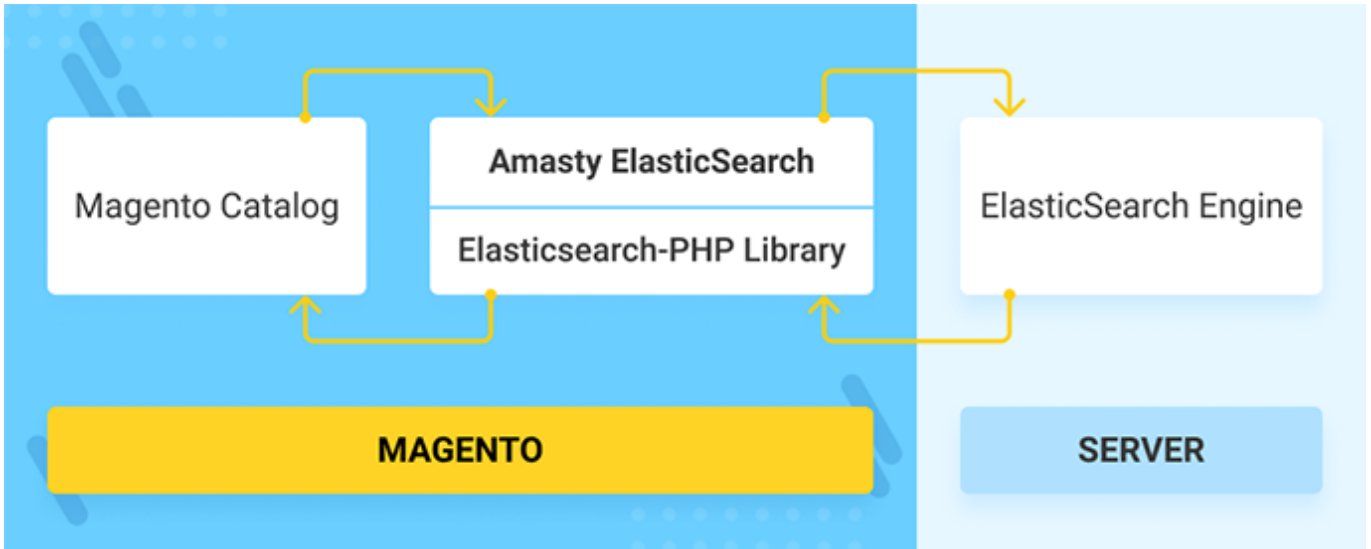 Magento Catalog
Amasty ElasticSearch
Elasticsearch-PHP Library
ElasticSearch Engine
MAGENTO
SERVER